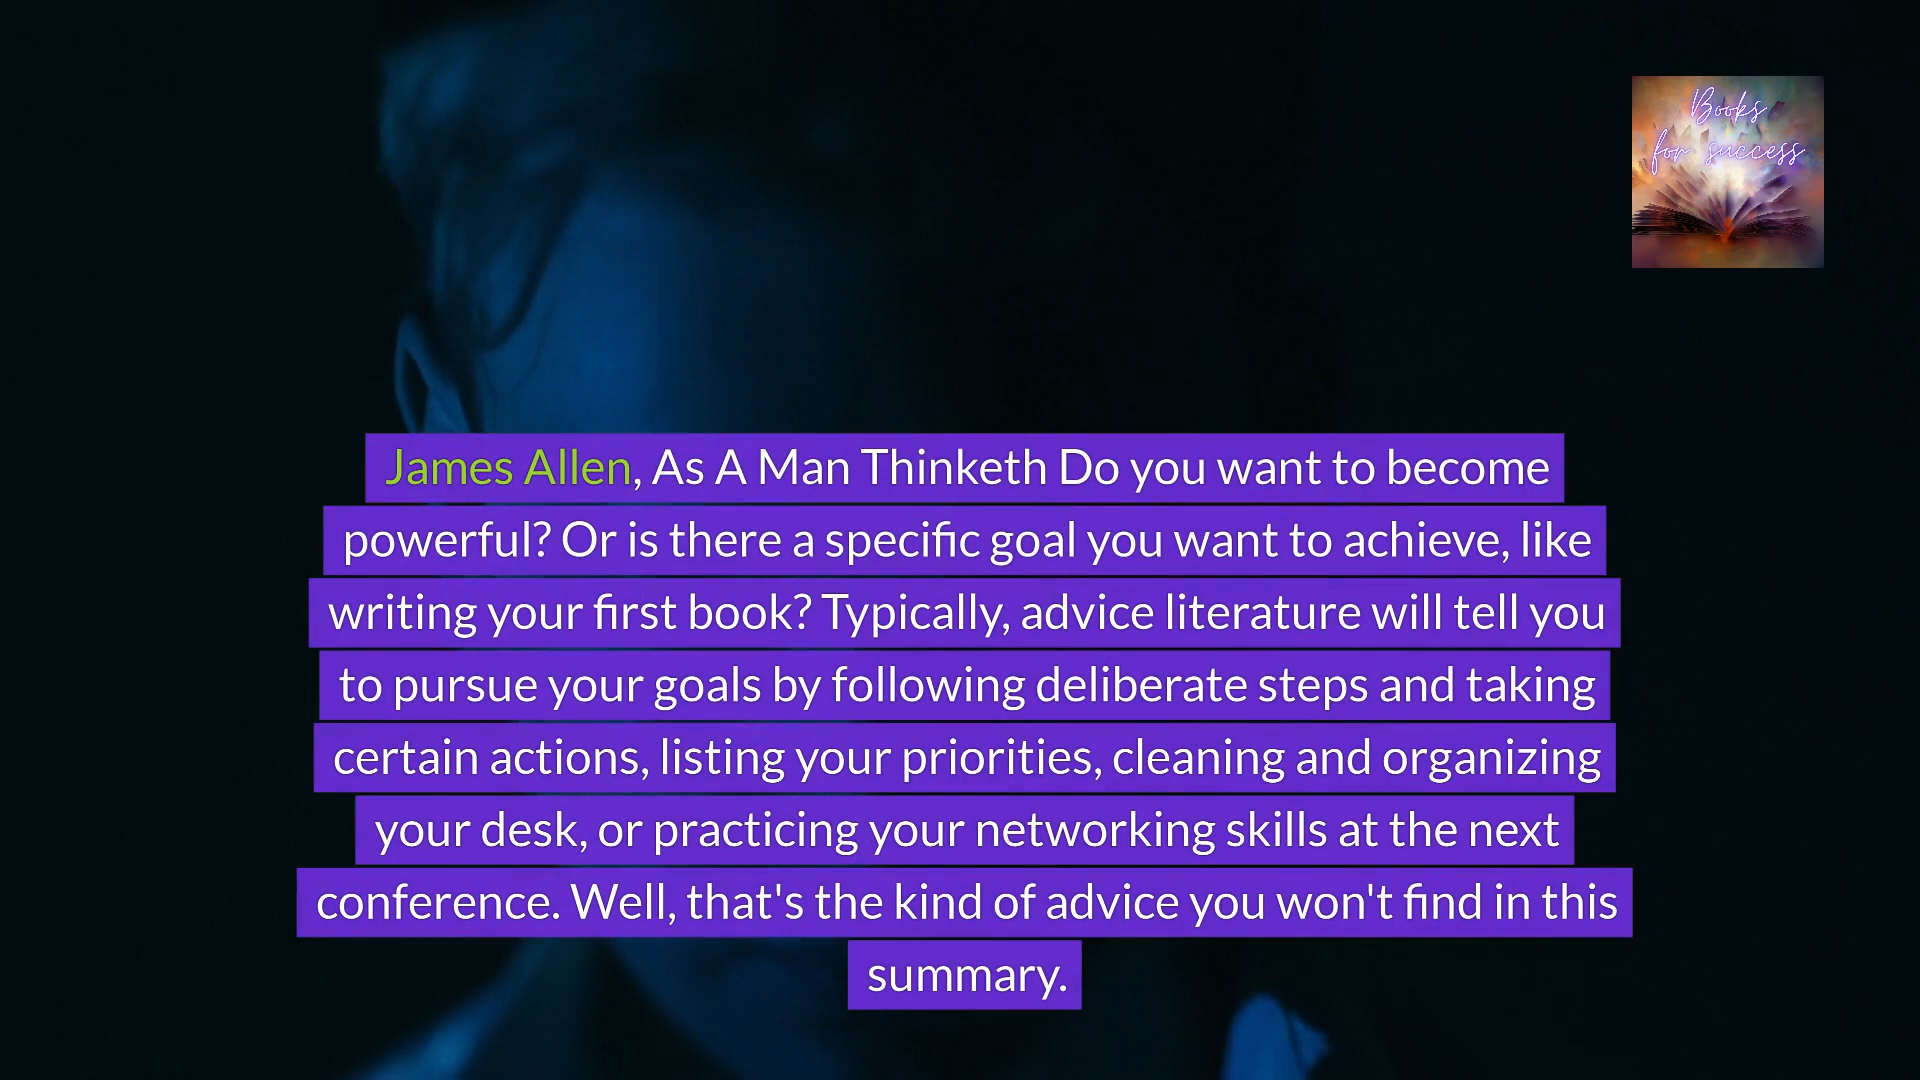 Books
for success
James Allen, As A Man Thinketh Do you want to become
powerful? Or is there a specific goal you want to achieve, like
writing your first book? Typically, advice literature will tell you
to pursue your goals by following deliberate steps and taking
certain actions, listing your priorities, cleaning and organizing
your desk, or practicing your networking skills at the next
conference. Well, that's the kind of advice you won't find in this
summary.